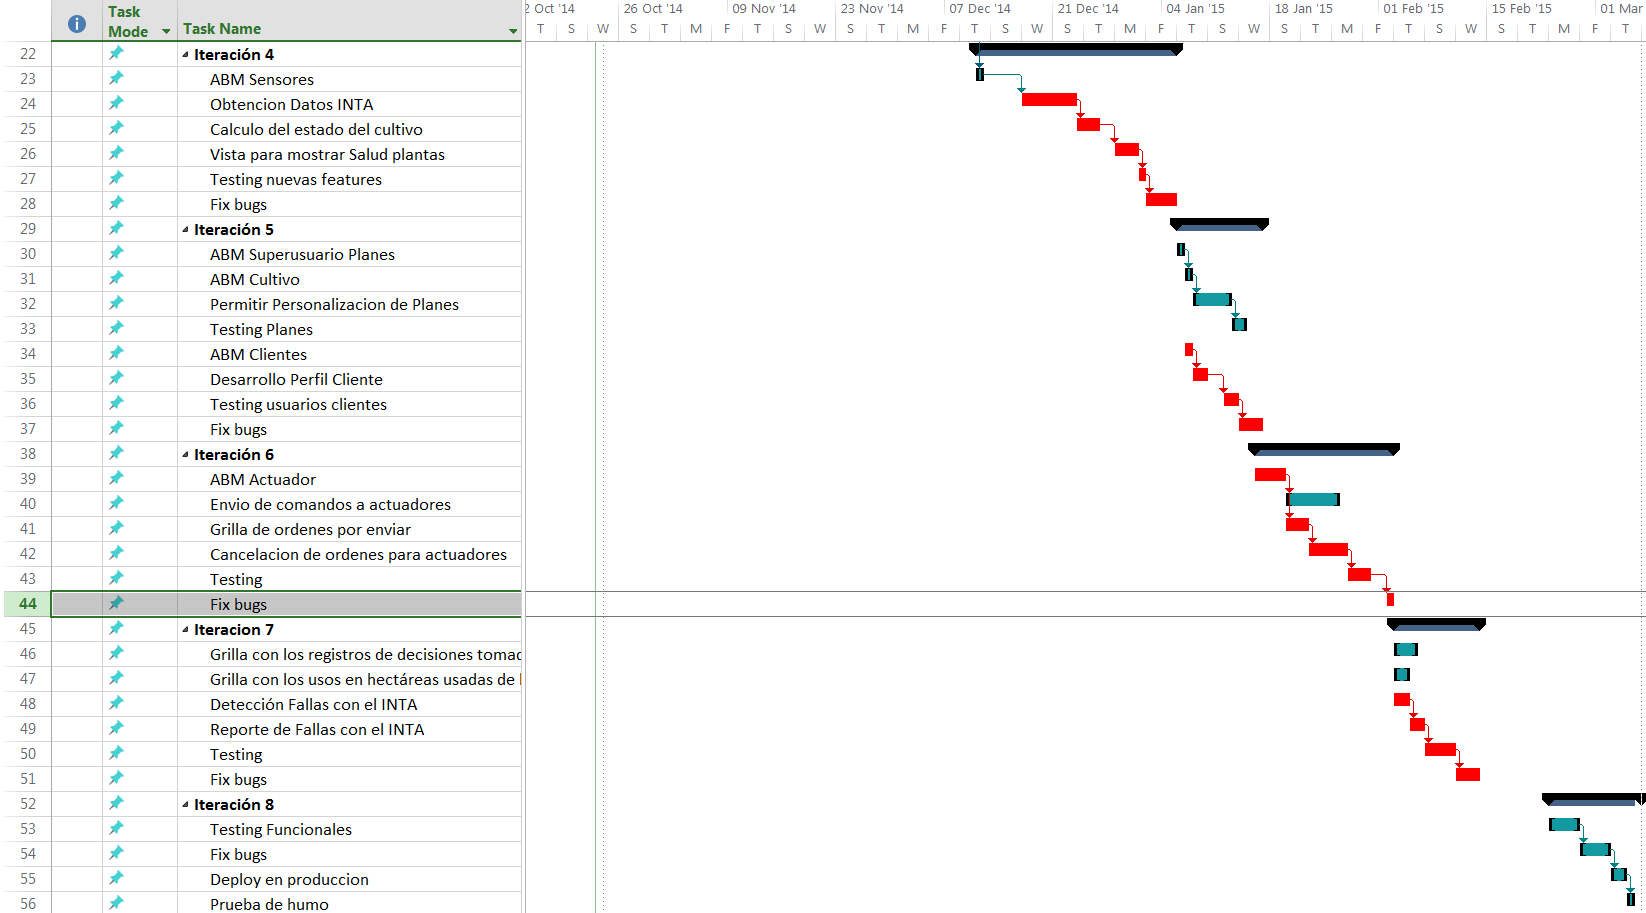 Task Mode
Task Name
2 Oct '14
26 Oct '14
09 Nov '14
23 Nov '14
07 Dec '14
21 Dec '14
04 Jan '15
18 Jan '15
01 Feb '15
15 Feb '15
01 Mar
T S W S T M F T S W S T M F T S W S T M F T S W S T M F T S W S T M F T
22 Iteración 4
23 ABM Sensores
24 Obtencion Datos INTA
25 Calculo del estado del cultivo
26 Vista para mostrar Salud plantas
27 Testing nuevas features
28 Fix bugs
29 Iteración 5
30 ABM Superusuario Planes
31 ABM Cultivo
32 Permitir Personalizacion de Planes
33 Testing Planes
34 ABM Clientes
35 Desarrollo Perfil Cliente
36 Testing usuarios clientes
37 Fix bugs
38 Iteración 6
39 ABM Actuador
40 Envio de comandos a actuadores
41 Grilla de ordenes por enviar
42 Cancelacion de ordenes para actuadores
43 Testing
44 Fix bugs
45 Iteracion 7
46 Grilla con los registros de decisiones tomad
47 Grilla con los usos en hectáreas usadas de l
48 Detección Fallas con el INTA
49 Reporte de Fallas con el INTA
50 Testing
51 Fix bugs
52 Iteración 8
53 Testing Funcionales
54 Fix bugs
55 Deploy en produccion
56 Prueba de humo